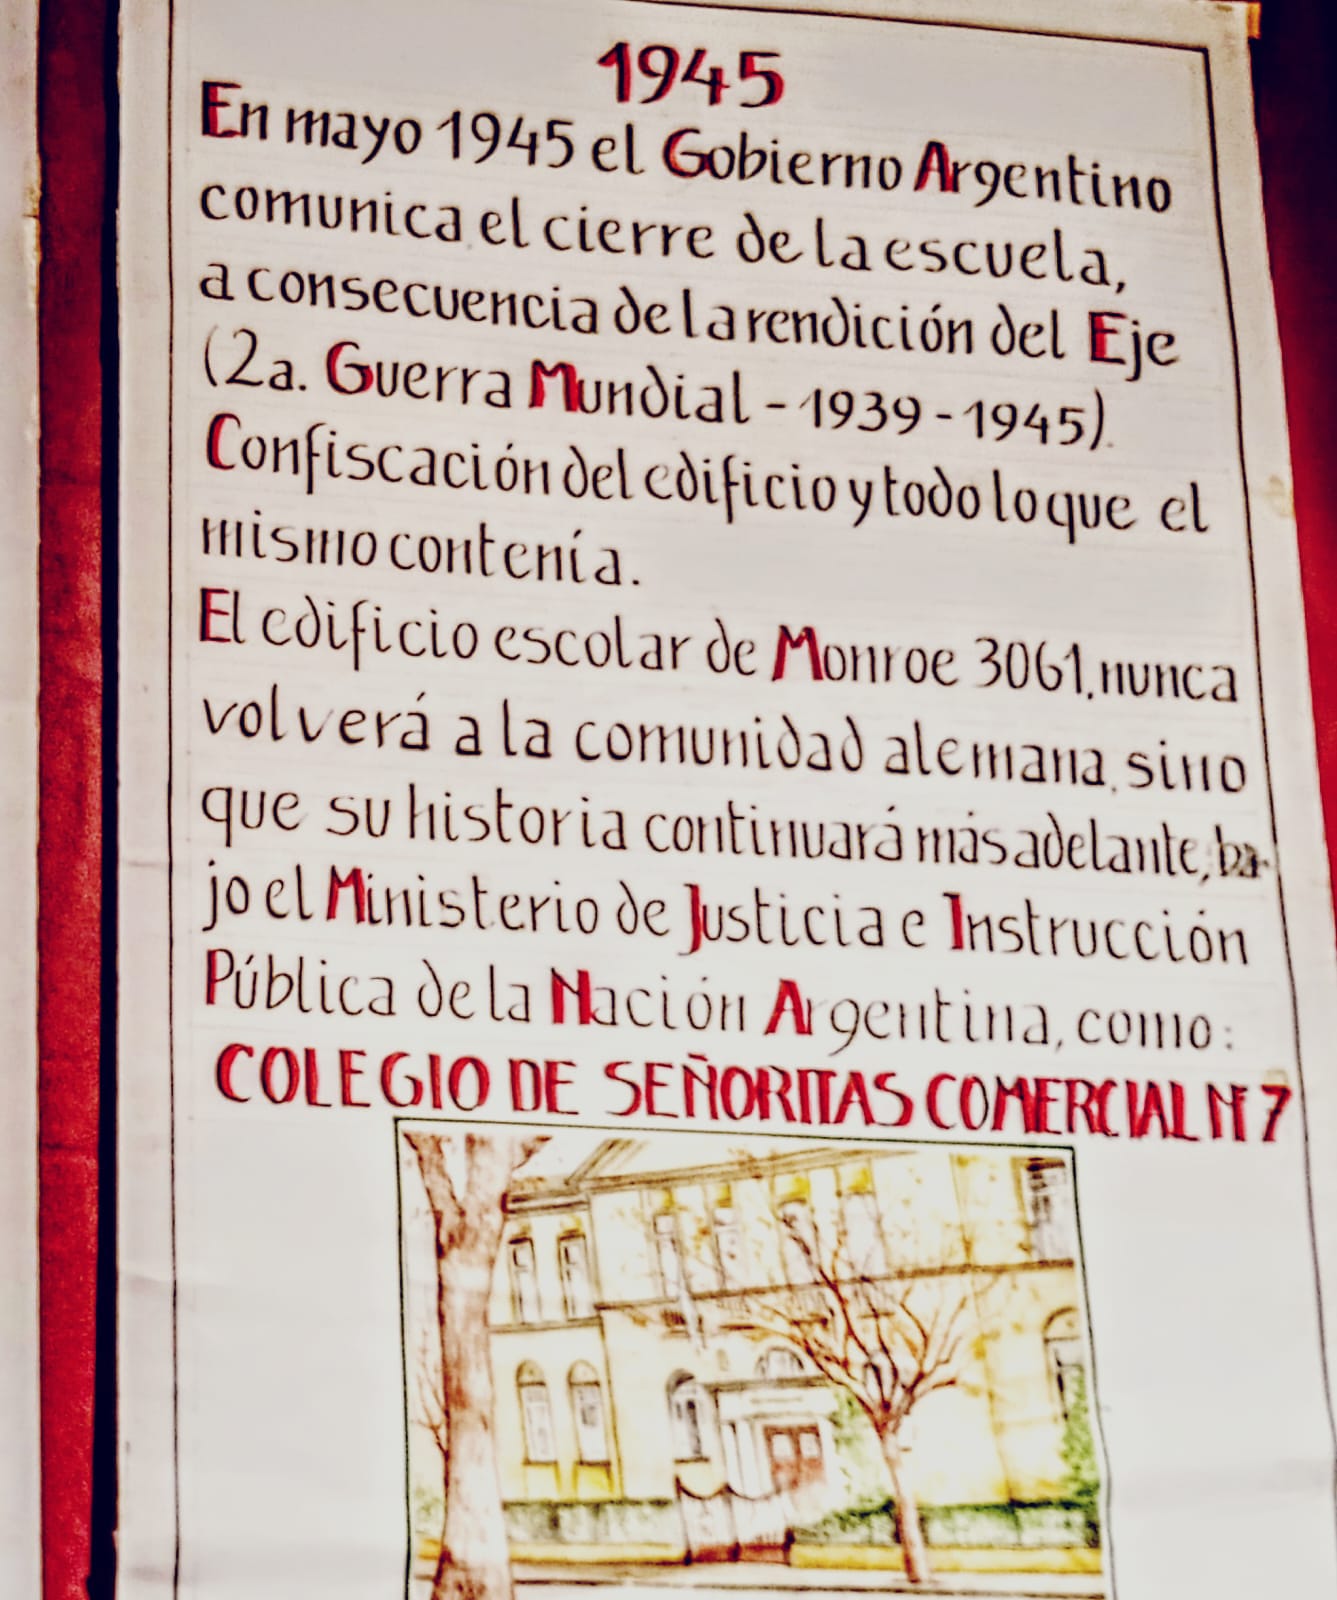 1945
En mayo 1945 el Gobierno Argentino
comunica el cierre de la escuela,
a consecuencia de la rendición del Eje
(2a. Guerra Mundial - 1939 - 1945).
Confiscación del edificio y todo lo que el
mismo contenía.
El edificio escolar de Monroe 3061, nunca
volverá a la comunidad alemana, sino
que su historia continuará más adelante, ba-
jo el Ministerio de Justicia e Instrucción
Pública de la Nación Argentina, como:
COLEGIO DE SEÑORITAS COMERCIAL Nº 7